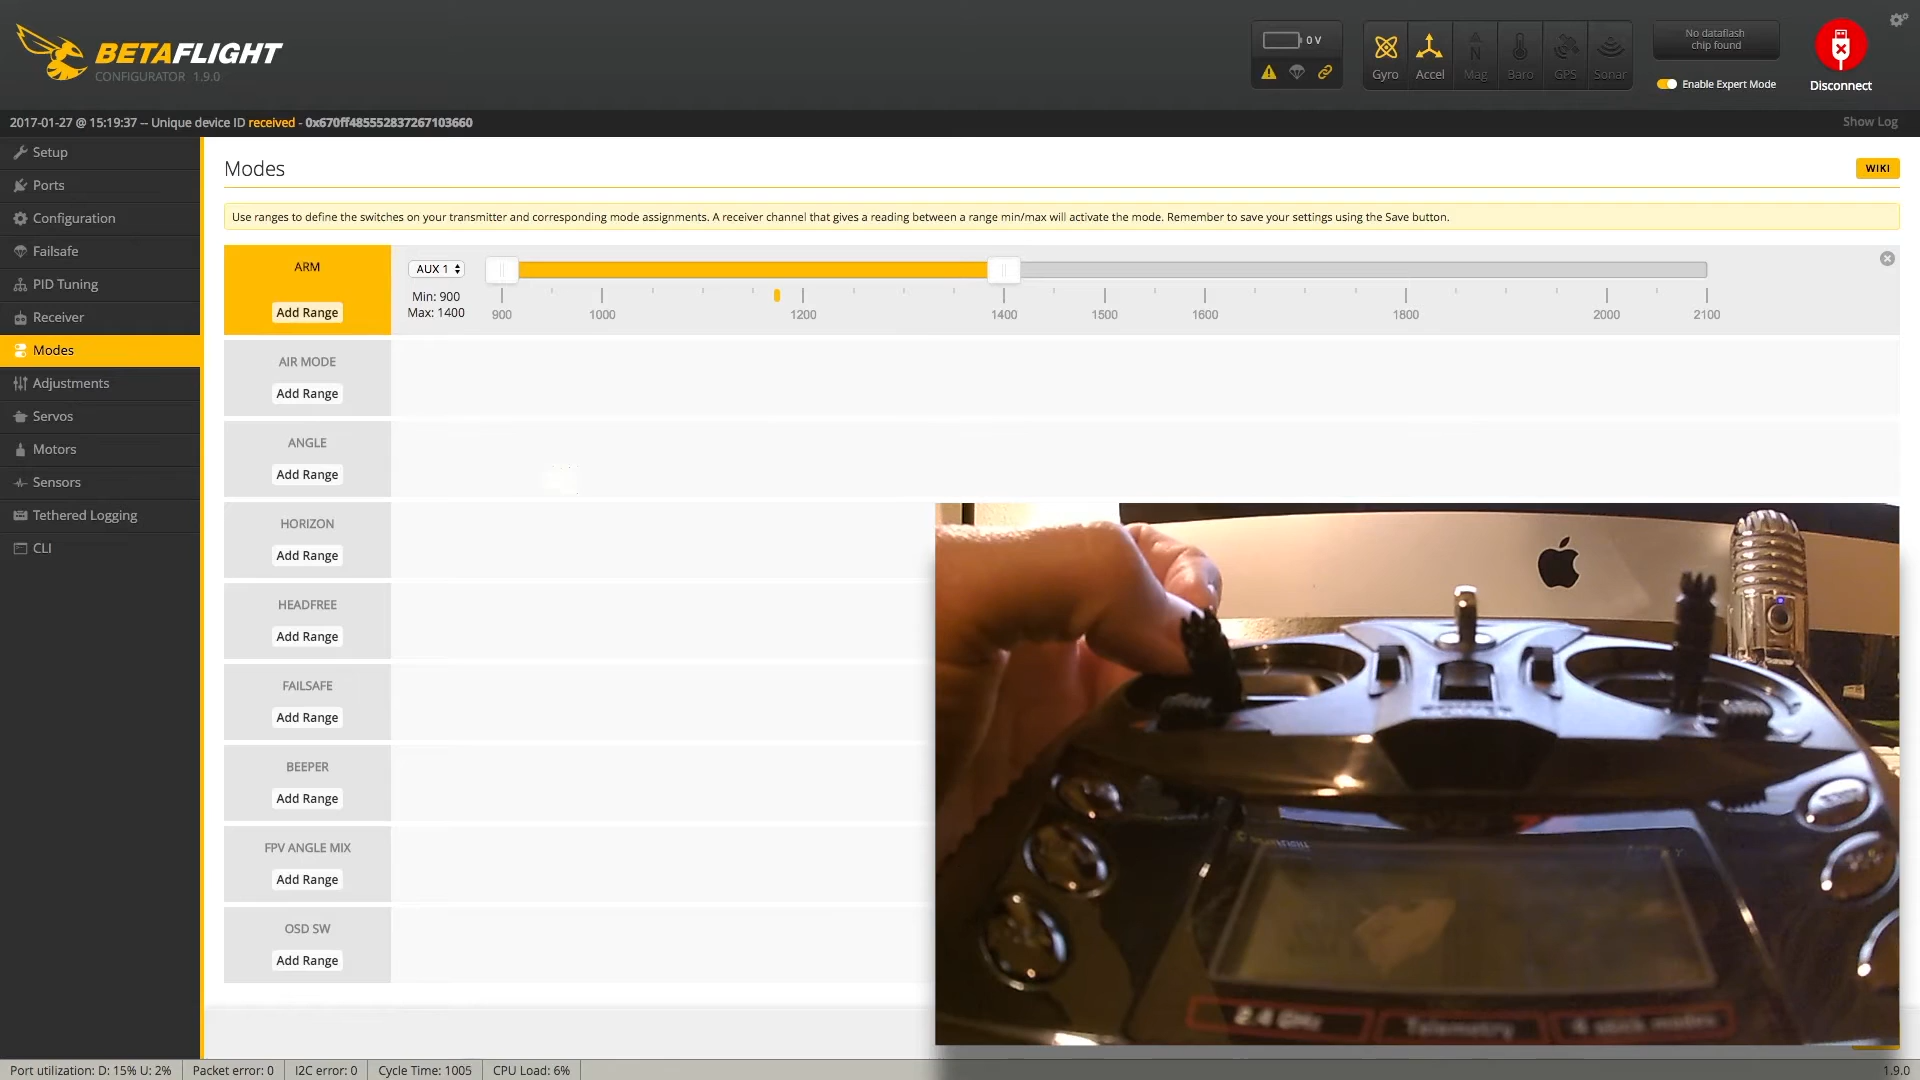 BETAFLIGHT
CONFIGURATOR 1.9.0
0 V
Gyro
Accel
Mag
Baro
GPS
Sonar
No dataflash
chip found
Enable Expert Mode
Disconnect
2017-01-27 @ 15:19:37 -- Unique device ID received - 0x670ff485552837267103660
Show Log
Setup
Ports
Configuration
Failsafe
PID Tuning
Receiver
Modes
Adjustments
Servos
Motors
Sensors
Tethered Logging
CLI
Modes
WIKI
Use ranges to define the switches on your transmitter and corresponding mode assignments. A receiver channel that gives a reading between a range min/max will activate the mode. Remember to save your settings using the Save button.
ARM
Add Range
AUX 1
Min: 900
Max: 1400
900 1000 1200 1400 1500 1600 1800 2000 2100
AIR MODE
Add Range
ANGLE
Add Range
HORIZON
Add Range
HEADFREE
Add Range
FAILSAFE
Add Range
BEEPER
Add Range
FPV ANGLE MIX
Add Range
OSD SW
Add Range
2.4 GHz
Telemetry
Port utilization: D: 15% U: 2%
Packet error: 0
I2C error: 0
Cycle Time: 1005
CPU Load: 6%
1.9.0